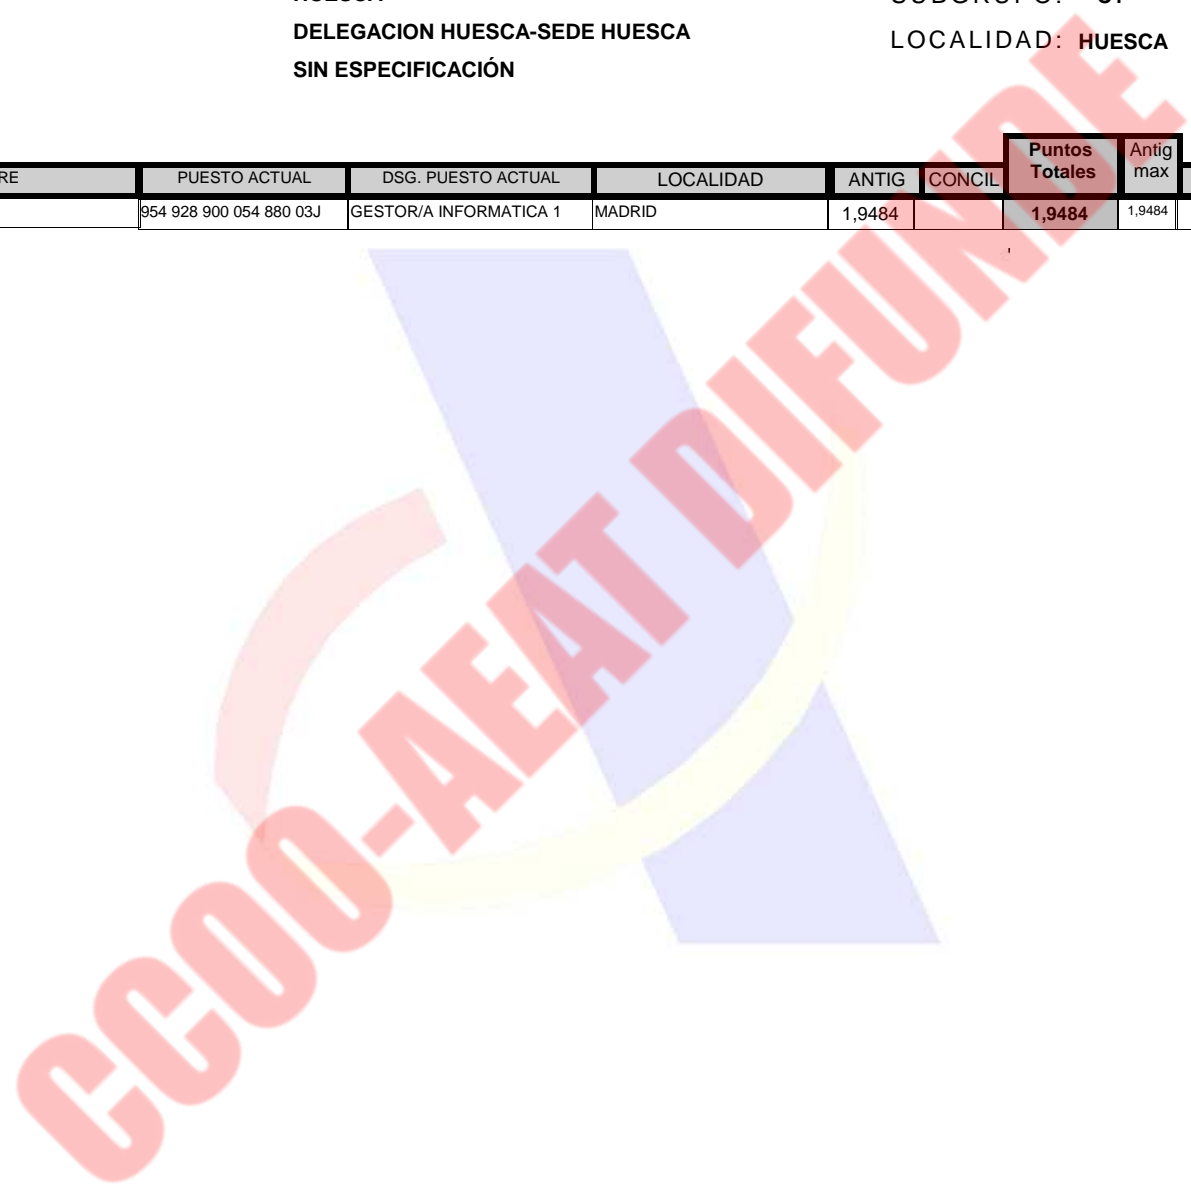 DELEGACION HUESCA-SEDE HUESCA
LOCALIDAD: HUESCA
SIN ESPECIFICACIÓN
RE PUESTO ACTUAL DSG. PUESTO ACTUAL LOCALIDAD ANTIG CONCIL Puntos Totales Antig max
954 928 900 054 880 03J GESTOR/A INFORMATICA 1 MADRID 1,9484 1,9484 1,9484
CCOO-AEAT DIFUNDE